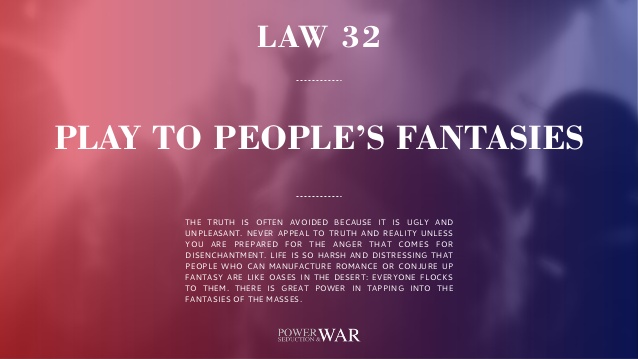 LAW 32
PLAY TO PEOPLE'S FANTASIES
THE TRUTH IS OFTEN AVOIDED BECAUSE IT IS UGLY AND
UNPLEASANT. NEVER APPEAL TO TRUTH AND REALITY UNLESS
YOU ARE PREPARED FOR THE ANGER THAT COMES FOR
DISENCHANTMENT. LIFE IS SO HARSH AND DISTRESSING THAT
PEOPLE WHO CAN MANUFACTURE ROMANCE OR CONJURE UP
FANTASY ARE LIKE OASES IN THE DESERT: EVERYONE FLOCKS
TO THEM. THERE IS GREAT POWER IN TAPPING INTO THE
FANTASIES OF THE MASSES.
POWER
SEDUCTION & WAR